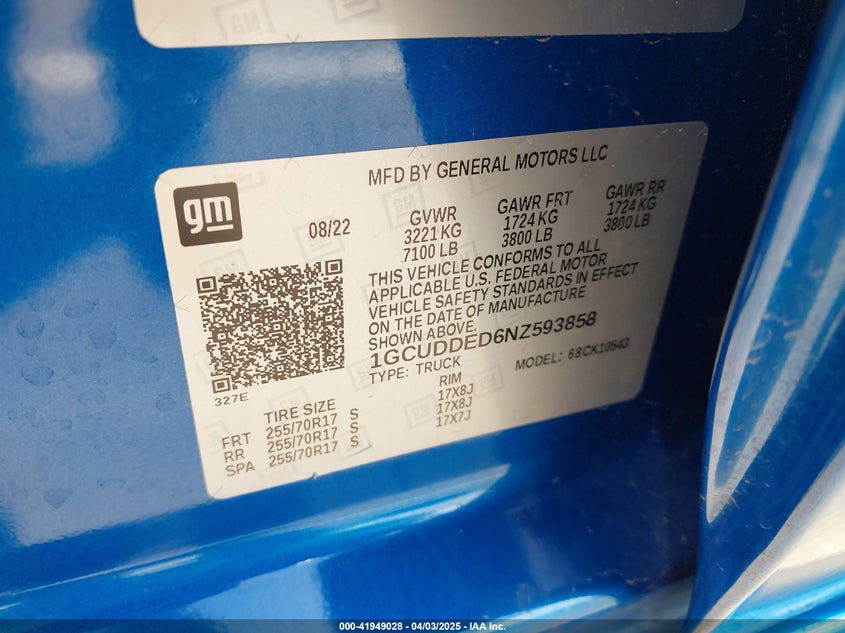 MFD BY GENERAL MOTORS LLC
gm
08/22
GVWR
3221 KG
7100 LB
GAWR FRT
1724 KG
3800 LB
GAWR RR
1724 KG
3800 LB
THIS VEHICLE CONFORMS TO ALL
APPLICABLE U.S. FEDERAL MOTOR
VEHICLE SAFETY STANDARDS IN EFFECT
ON THE DATE OF MANUFACTURE
SHOWN ABOVE.
1GCUDDED6NZ593858
TYPE: TRUCK
MODEL: 68CK10543
327E
TIRE SIZE
RIM
FRT 255/70R17 S 17X8J
RR 255/70R17 S 17X8J
SPA 255/70R17 S 17X7J
000-41949028 - 04/03/2025 - IAA Inc.